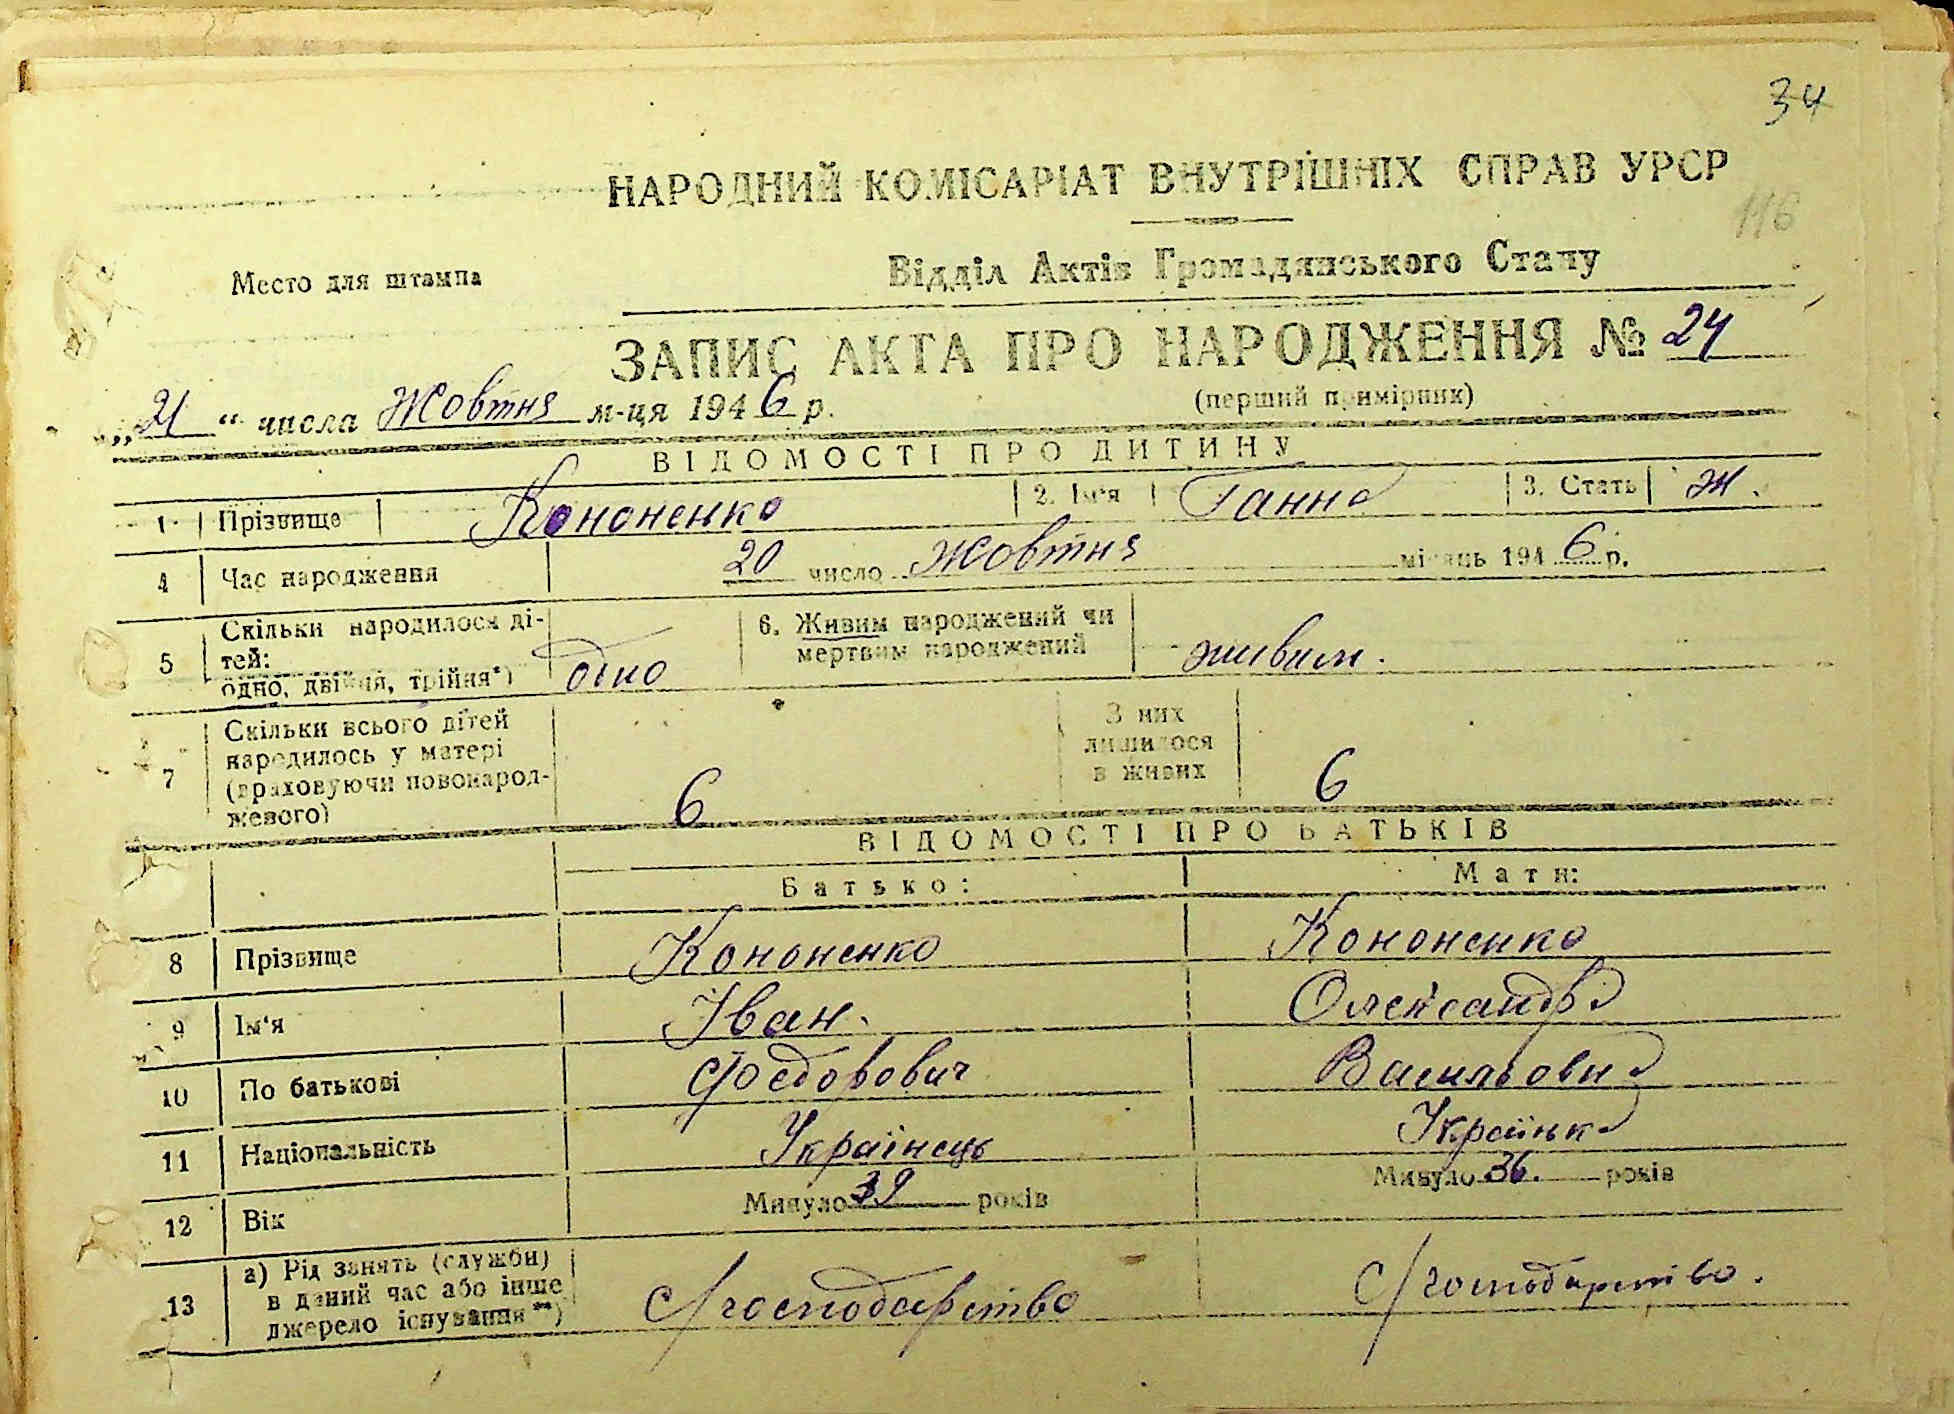 34
НАРОДНИЙ КОМІСАРІАТ ВНУТРІШНІХ СПРАВ УРСР
116
Место для штампа
Відділ Актів Громадянського Стану
ЗАПИС АКТА ПРО НАРОДЖЕННЯ № 24
(перший примірник)
„21“ числа Жовтня м-ця 1946 р.
ВІДОМОСТІ ПРО ДИТИНУ
1 Прізвище Кононенко 2. Ім'я Ганна 3. Стать ж.
4 Час народження 20 число Жовтня місяць 1946 р.
5 Скільки народилося ді-
тей:
одно, двійня, трійня*) одно
6. Живим народжений чи
мертвим народжений живим.
7 Скільки всього дітей
народилось у матері
(враховуючи новонарод-
жевого) 6
З них
лишилося
в живих 6
ВІДОМОСТІ ПРО БАТЬКІВ
Батько: Мати:
8 Прізвище Кононенко Кононенко
9 Ім'я Іван. Олександра
10 По батькові Федорович Васильовна
11 Національність Українець Українка
12 Вік Минуло 39 років Минуло 36. років
13 а) Рід занять (служби)
в даний час або інше
джерело існування**) С/господарство С/господарство.